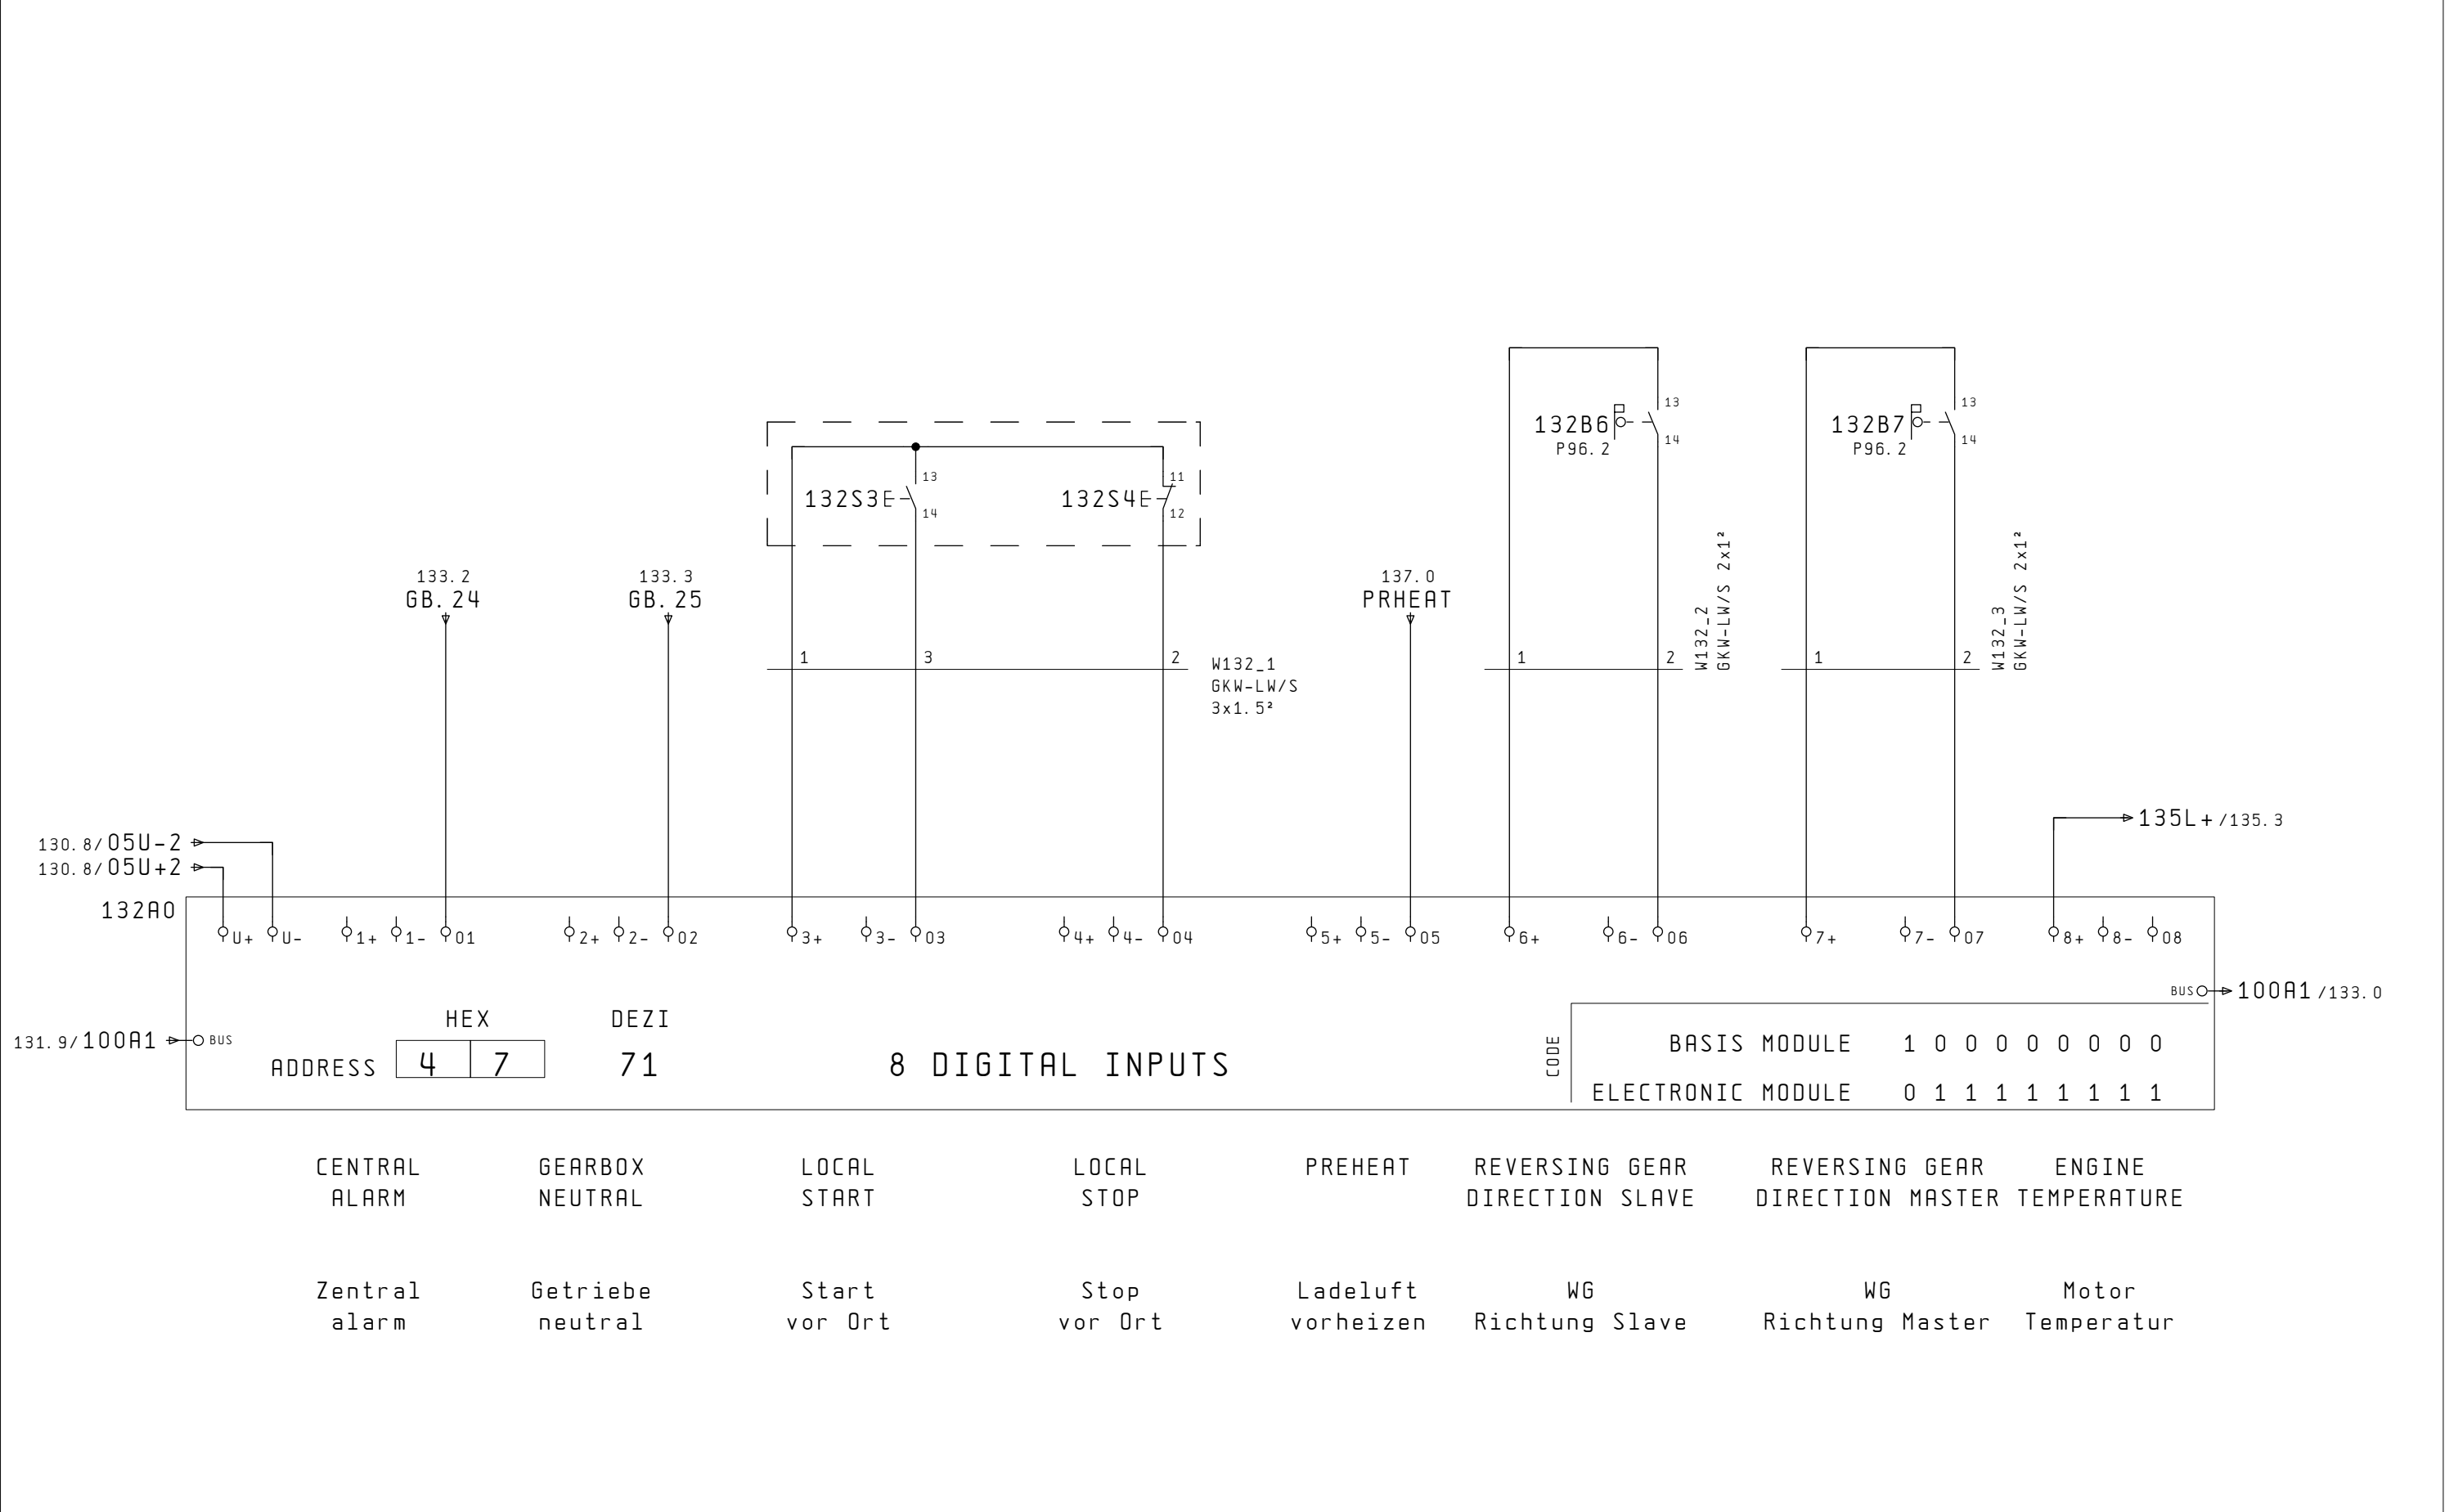 132B6
P96.2
13
14
132B7
P96.2
13
14
132S3
13
14
132S4
11
12
133.2
GB.24
133.3
GB.25
137.0
PRHEAT
1
3
2
W132_1
GKW-LW/S
3x1.5²
1
2
W132_2
GKW-LW/S 2x1²
1
2
W132_3
GKW-LW/S 2x1²
130.8/05U-2
130.8/05U+2
135L+/135.3
132A0
U+ U- 1+ 1- 01 2+ 2- 02 3+ 3- 03 4+ 4- 04 5+ 5- 05 6+ 6- 06 7+ 7- 07 8+ 8- 08
BUS 100A1/133.0
131.9/100A1 BUS
HEX DEZI
ADDRESS 4 7 71
8 DIGITAL INPUTS
CODE
BASIS MODULE 1 0 0 0 0 0 0 0 0
ELECTRONIC MODULE 0 1 1 1 1 1 1 1 1
CENTRAL
ALARM
GEARBOX
NEUTRAL
LOCAL
START
LOCAL
STOP
PREHEAT
REVERSING GEAR
DIRECTION SLAVE
REVERSING GEAR
DIRECTION MASTER
ENGINE
TEMPERATURE
Zentral
alarm
Getriebe
neutral
Start
vor Ort
Stop
vor Ort
Ladeluft
vorheizen
WG
Richtung Slave
WG
Richtung Master
Motor
Temperatur